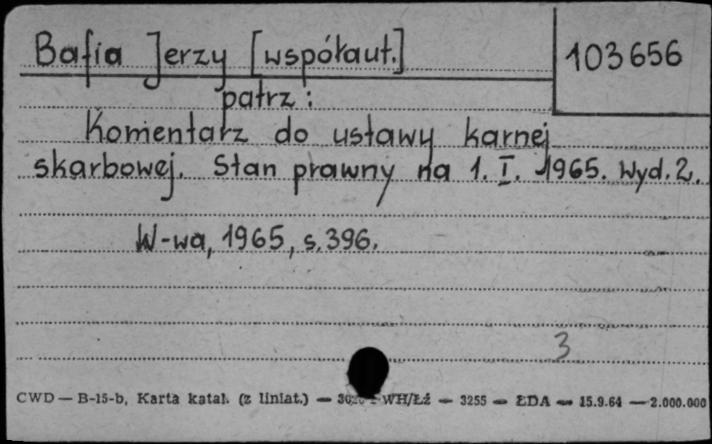 Bafia Jerzy [współaut.]
103656
patrz:
Komentarz do ustawy karnej
skarbowej. Stan prawny na 1. I. 1965. Wyd. 2.
W-wa, 1965, s. 396.
3
CWD — B-15-b, Karta katal. (z liniat.) — WH/Łź — 3255 — ŁDA — 15.9.64 — 2.000.000